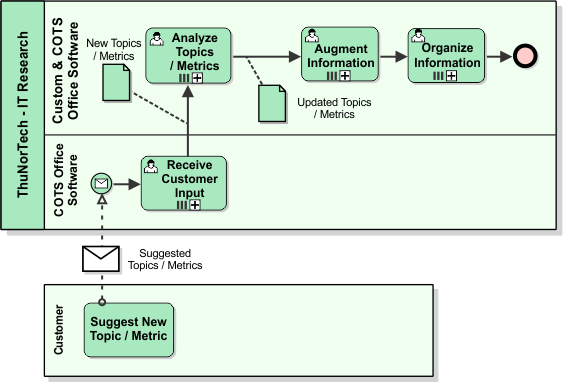 ThuNorTech - IT Research
Custom & COTS
Office Software
New Topics
/ Metrics
Analyze
Topics
/ Metrics
Augment
Information
Organize
Information
Updated Topics
/ Metrics
COTS Office
Software
Receive
Customer
Input
Suggested
Topics / Metrics
Customer
Suggest New
Topic / Metric